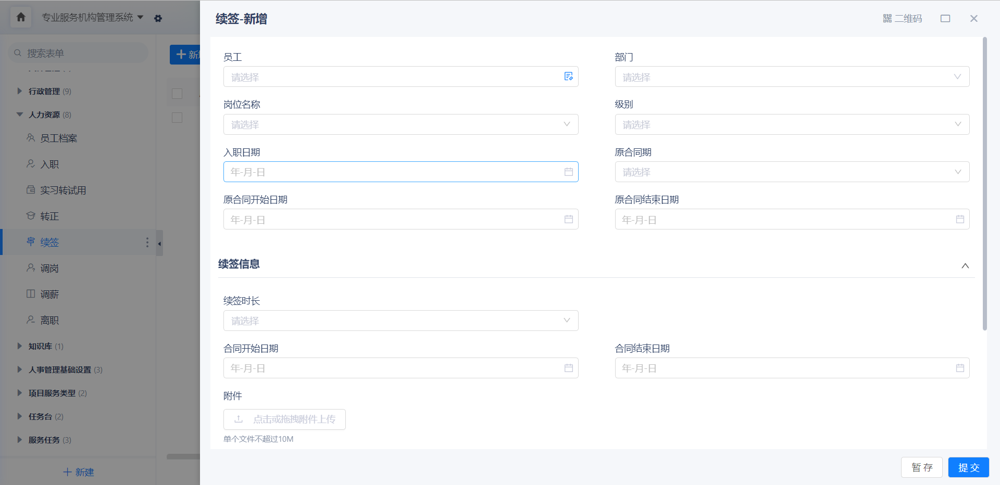 专业服务机构管理系统
续签-新增
二维码
搜索表单
行政管理 (9)
人力资源 (8)
员工档案
入职
实习转试用
转正
续签
调岗
调薪
离职
知识库 (1)
人事管理基础设置 (3)
项目服务类型 (2)
任务台 (2)
服务任务 (3)
新建
员工
请选择
部门
请选择
岗位名称
请选择
级别
请选择
入职日期
年-月-日
原合同期
请选择
原合同开始日期
年-月-日
原合同结束日期
年-月-日
续签信息
续签时长
请选择
合同开始日期
年-月-日
合同结束日期
年-月-日
附件
点击或拖拽附件上传
单个文件不超过10M
暂存
提交